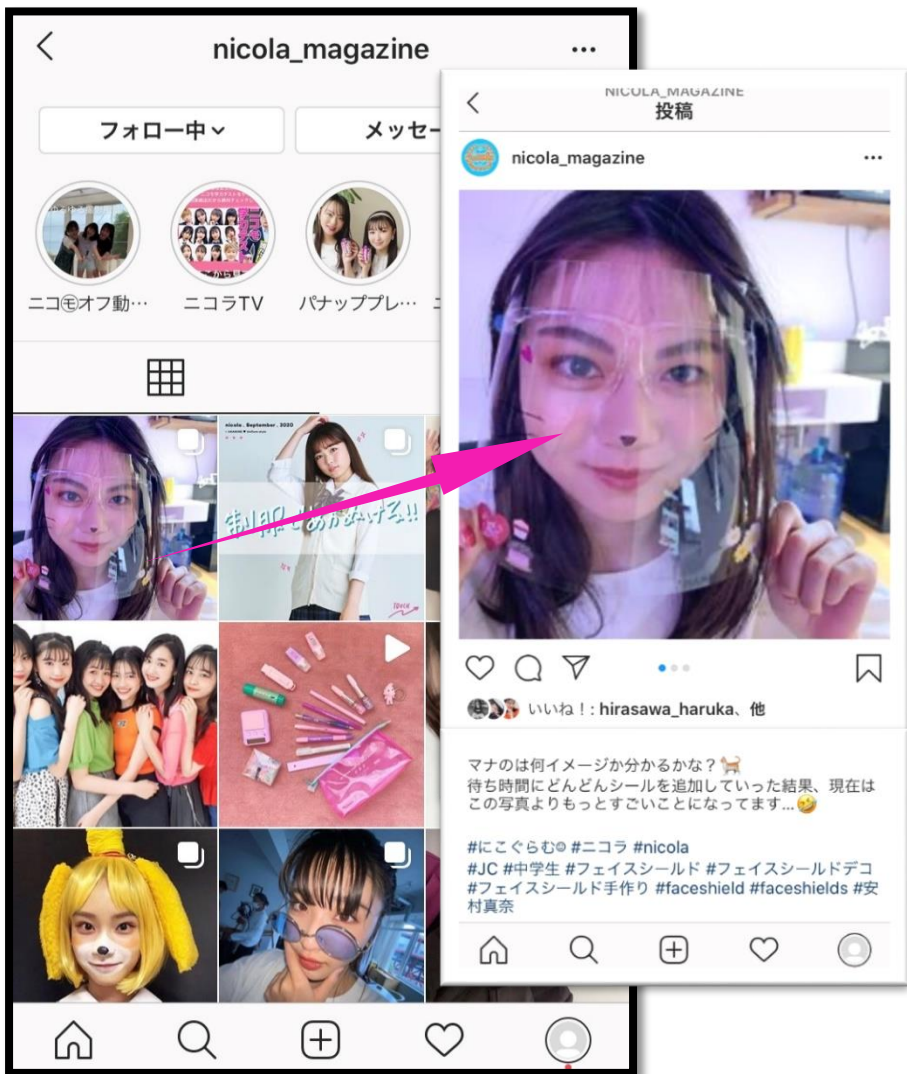 nicola_magazine
フォロー中
メッセー
ニコ㋲オフ動…
ニコラTV
パナッププレ…
nicola . September . 2020
NICOLA_MAGAZINE
投稿
nicola_magazine
いいね！: hirasawa_haruka、他
マナのは何イメージか分かるかな？🐈
待ち時間にどんどんシールを追加していった結果、現在は
この写真よりもっとすごいことになってます...🤣
#にこぐらむ #ニコラ #nicola
#JC #中学生 #フェイスシールド #フェイスシールドデコ
#フェイスシールド手作り #faceshield #faceshields #安
村真奈